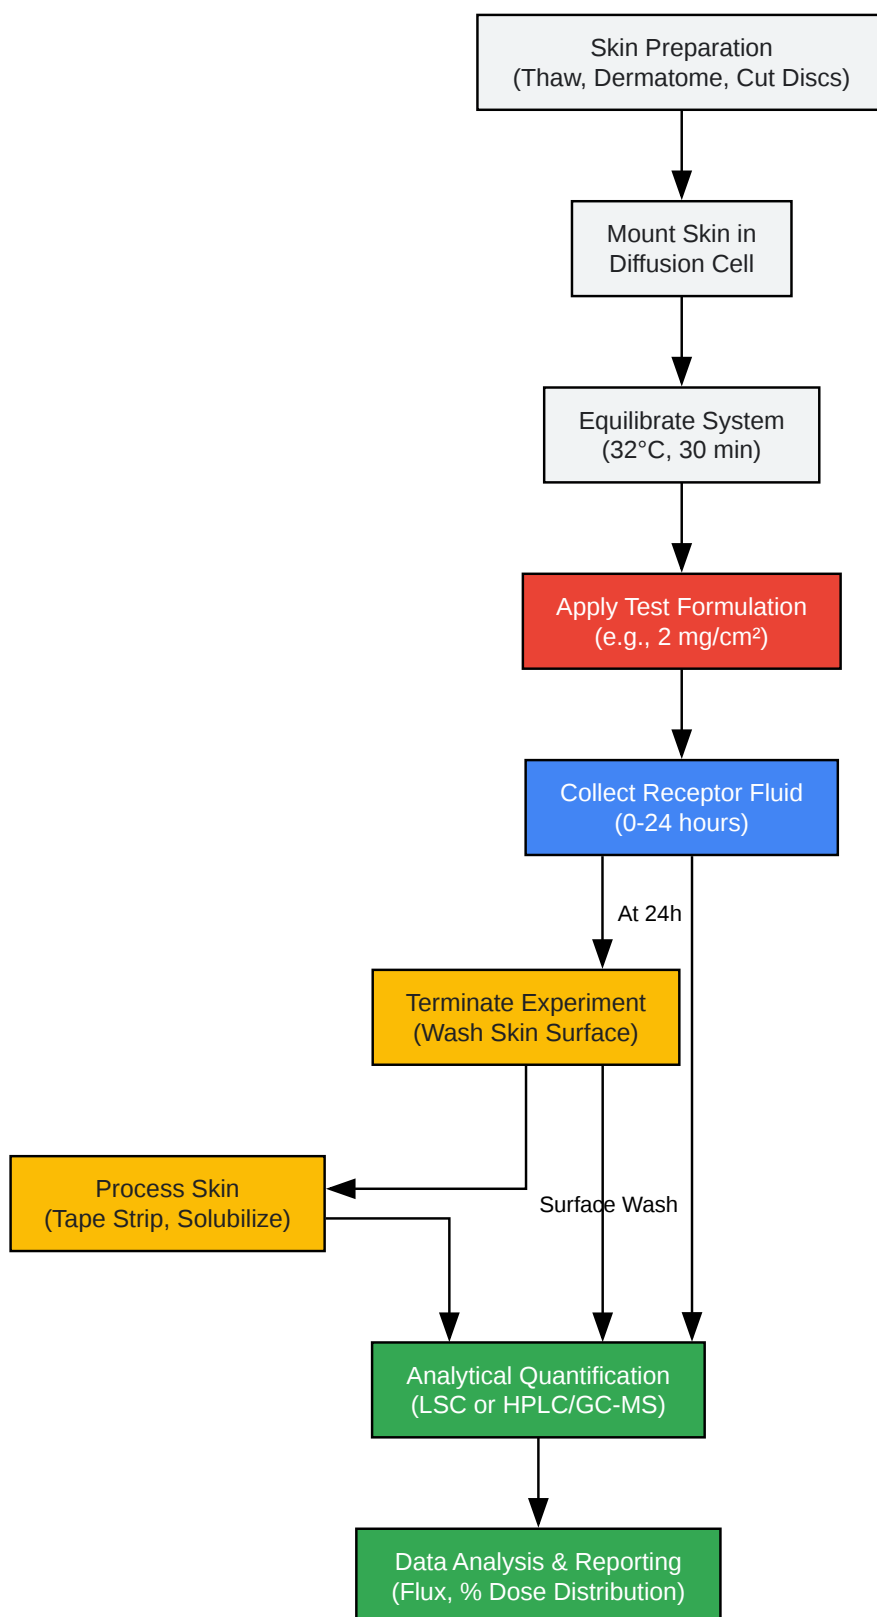 Skin Preparation
(Thaw, Dermatome, Cut Discs)
Mount Skin in
Diffusion Cell
Equilibrate System
(32°C, 30 min)
Apply Test Formulation
(e.g., 2 mg/cm²)
Collect Receptor Fluid
(0-24 hours)
At 24h
Terminate Experiment
(Wash Skin Surface)
Process Skin
(Tape Strip, Solubilize)
Surface Wash
Analytical Quantification
(LSC or HPLC/GC-MS)
Data Analysis & Reporting
(Flux, % Dose Distribution)